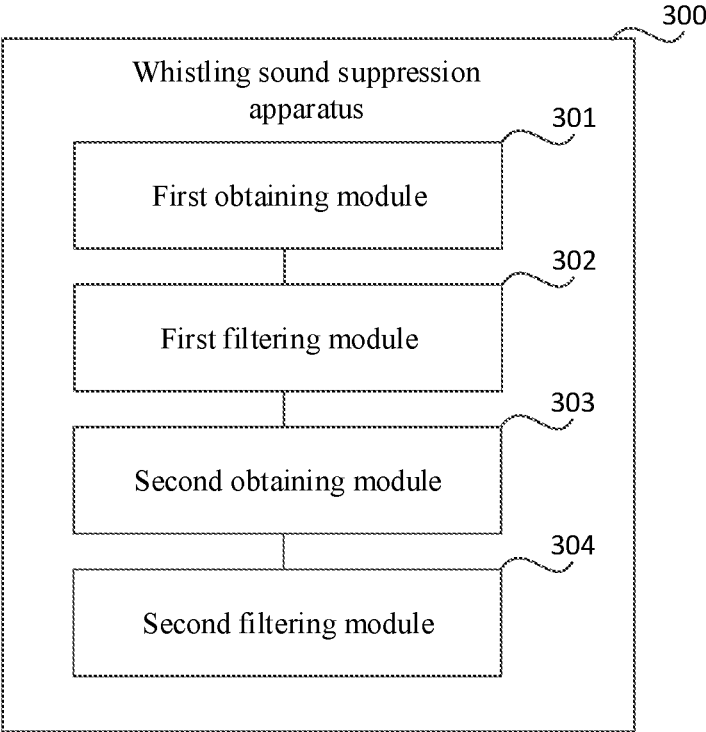 300
Whistling sound suppression
apparatus
301
First obtaining module
302
First filtering module
303
Second obtaining module
304
Second filtering module